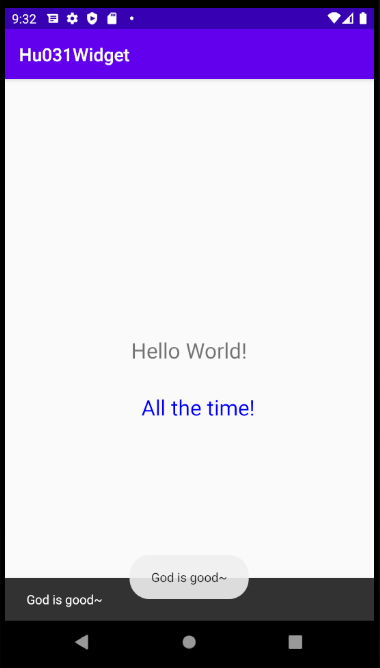 9:32
Hu031Widget
Hello World!
All the time!
God is good~
God is good~